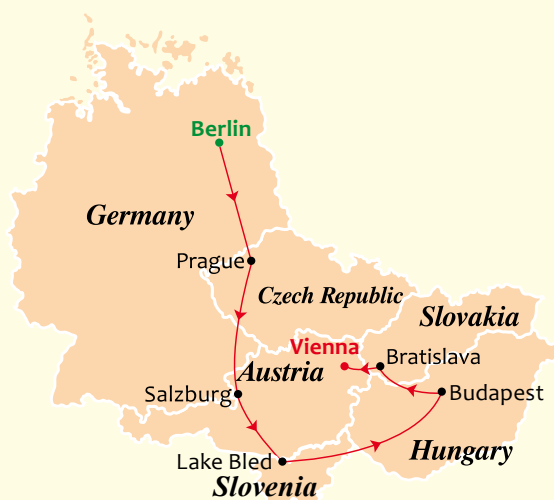 Berlin
Germany
Prague
Czech Republic
Slovakia
Vienna
Bratislava
Austria
Salzburg
Budapest
Hungary
Lake Bled
Slovenia